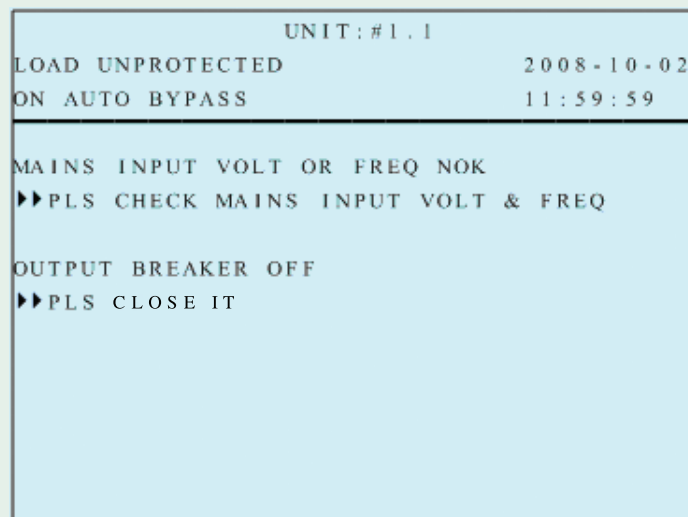 UNIT:#1.1
LOAD UNPROTECTED 2008-10-02
ON AUTO BYPASS 11:59:59
MAINS INPUT VOLT OR FREQ NOK
▶▶PLS CHECK MAINS INPUT VOLT & FREQ
OUTPUT BREAKER OFF
▶▶PLS CLOSE IT